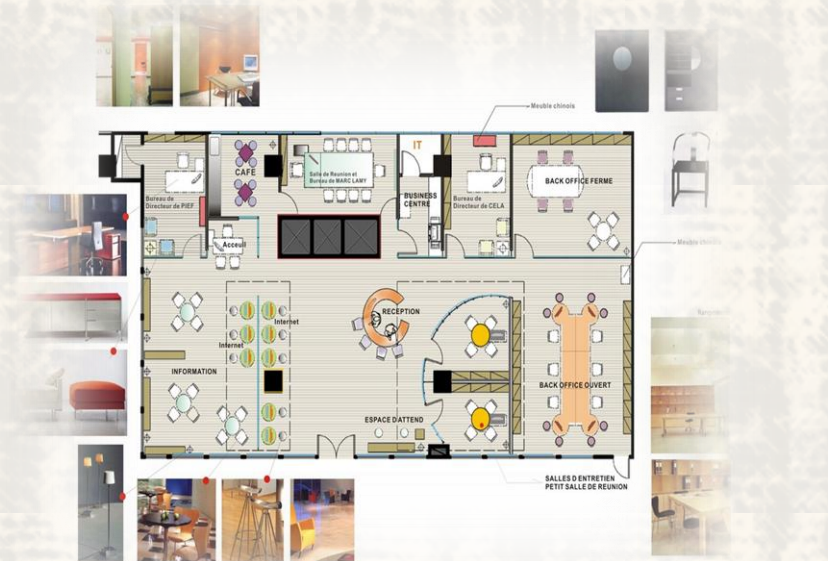 Meuble chinois
IT
CAFE
Salle de Reunion et
Bureau de MARC LAMY
BACK OFFICE FERME
Bureau de
Directeur de PIEF
BUSINESS
CENTRE
Bureau de
Directeur de CELA
Acceuil
Meuble
RECEPTION
Internet
Internet
INFORMATION
BACK OFFICE OUVERT
ESPACE D'ATTEND
SALLES D ENTRETIEN
PETIT SALLE DE REUNION